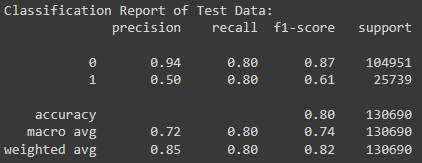 Classification Report of Test Data:
precision recall f1-score support
0 0.94 0.80 0.87 104951
1 0.50 0.80 0.61 25739
accuracy 0.80 130690
macro avg 0.72 0.80 0.74 130690
weighted avg 0.85 0.80 0.82 130690